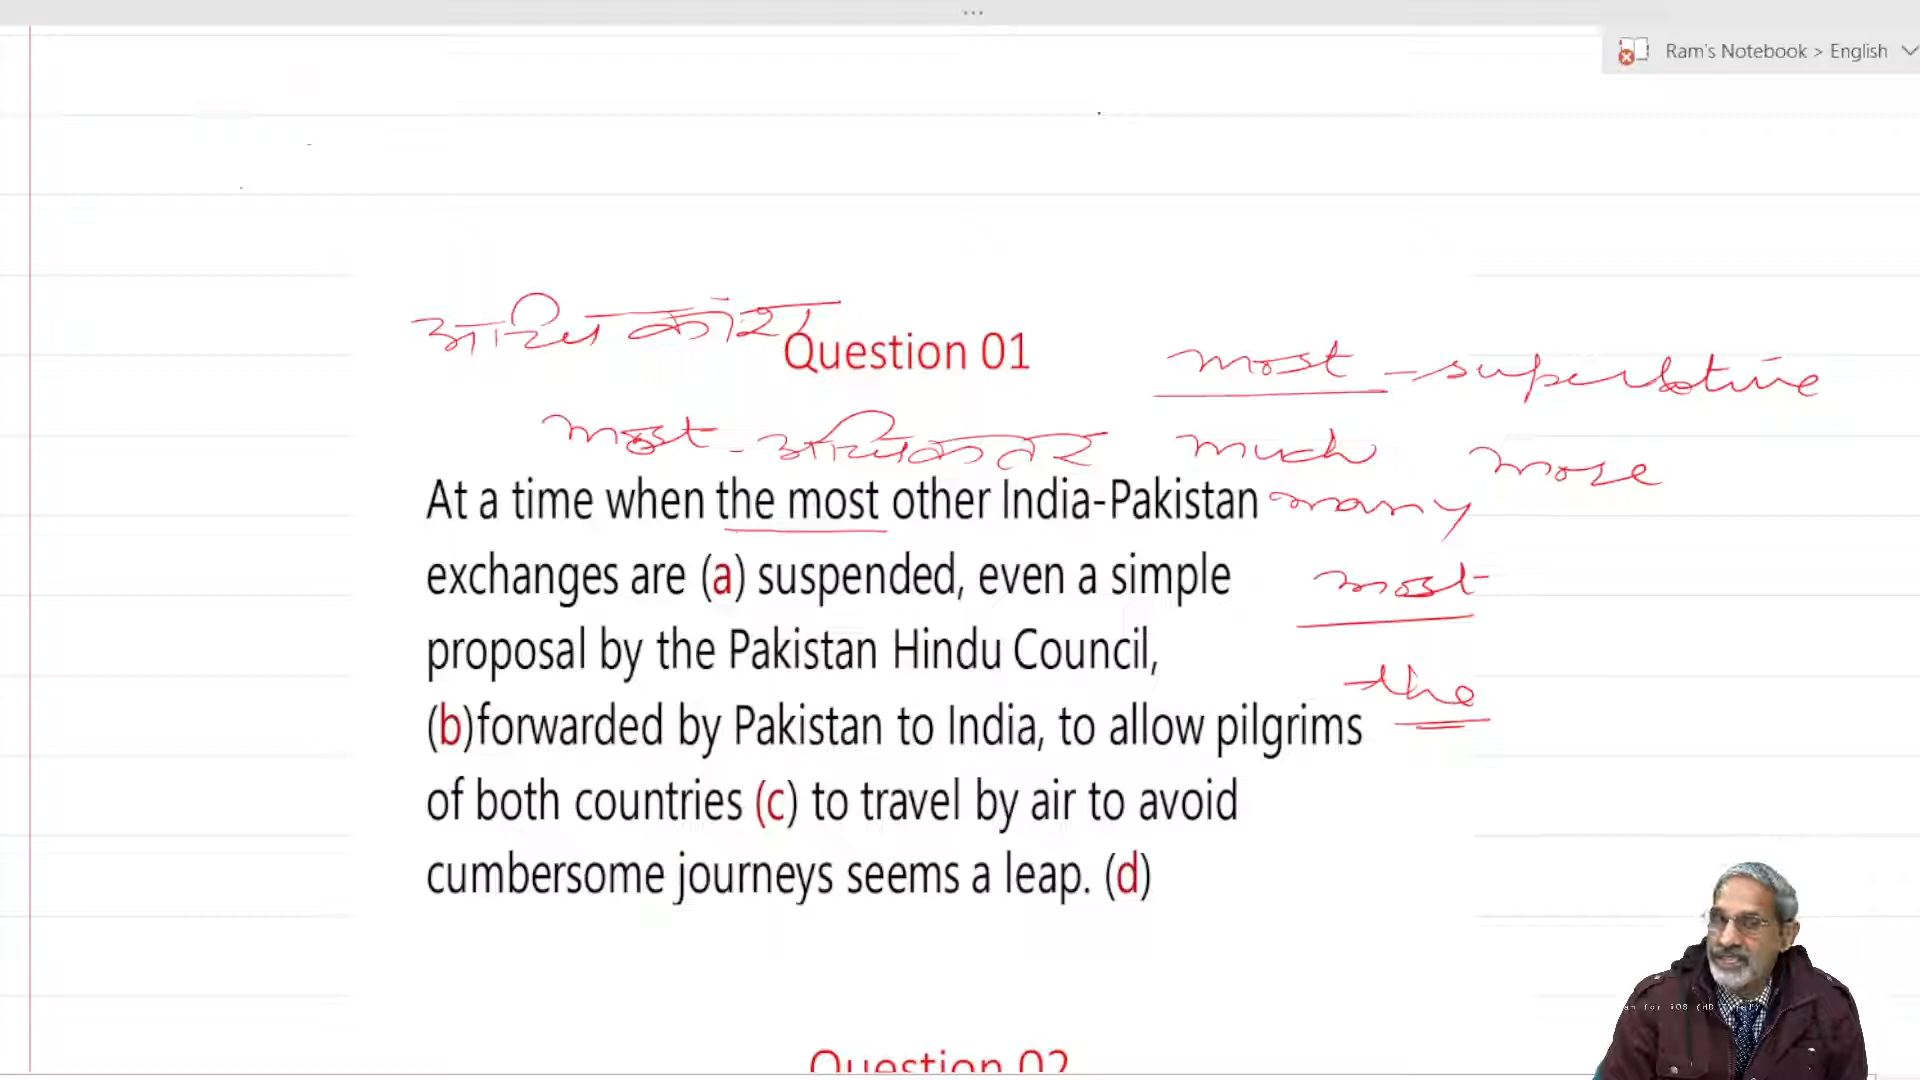 Ram's Notebook > English
अधिकांश
Question 01
most - superlative
most - अधिकतर
much
more
At a time when the most other India-Pakistan
many
exchanges are (a) suspended, even a simple
most
proposal by the Pakistan Hindu Council,
the
(b)forwarded by Pakistan to India, to allow pilgrims
of both countries (c) to travel by air to avoid
cumbersome journeys seems a leap. (d)
Question 02